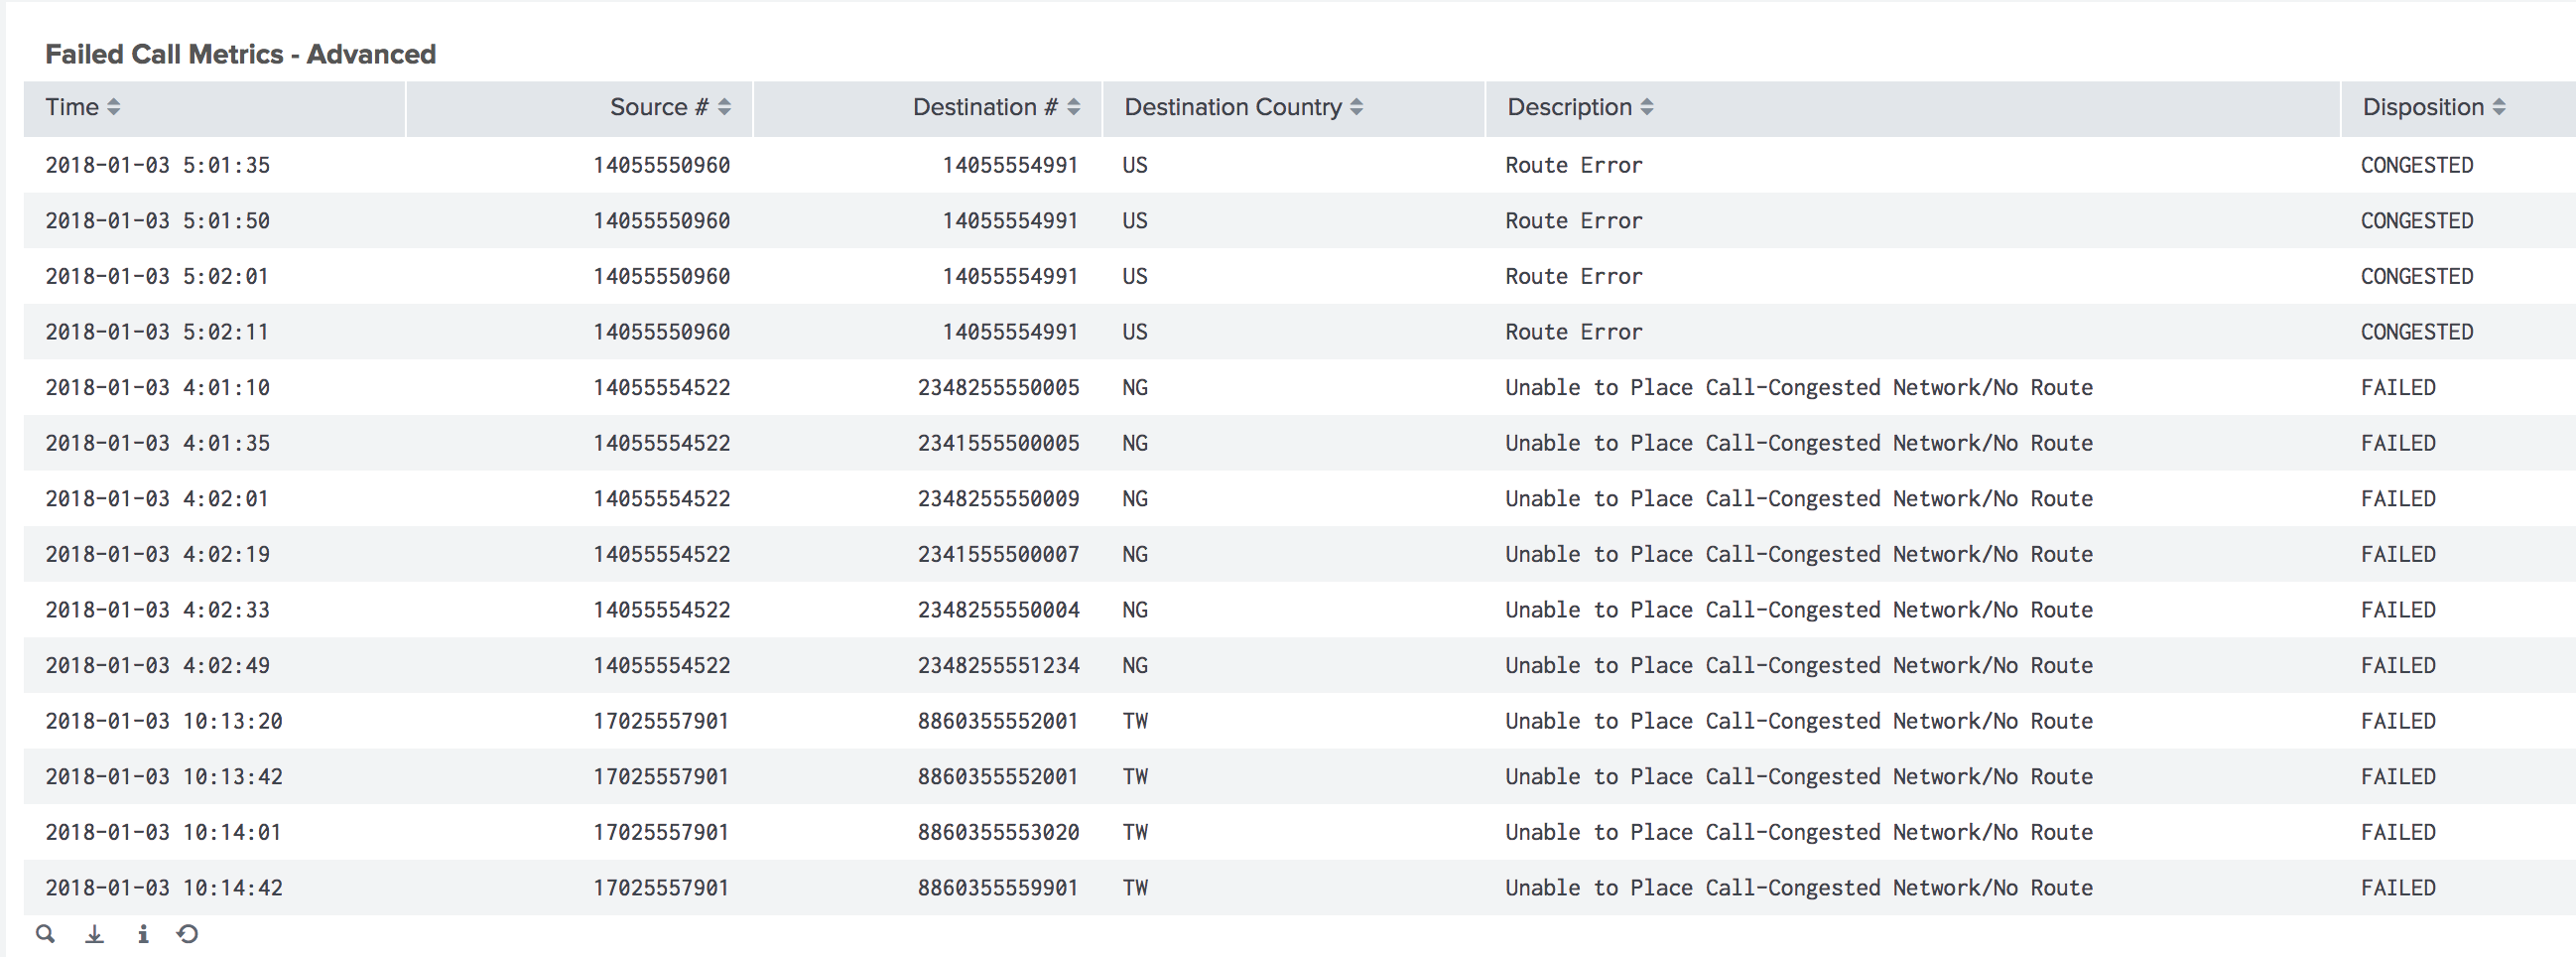 Failed Call Metrics - Advanced
Time Source # Destination # Destination Country Description Disposition
2018-01-03 5:01:35 14055550960 14055554991 US Route Error CONGESTED
2018-01-03 5:01:50 14055550960 14055554991 US Route Error CONGESTED
2018-01-03 5:02:01 14055550960 14055554991 US Route Error CONGESTED
2018-01-03 5:02:11 14055550960 14055554991 US Route Error CONGESTED
2018-01-03 4:01:10 14055554522 2348255550005 NG Unable to Place Call-Congested Network/No Route FAILED
2018-01-03 4:01:35 14055554522 2341555500005 NG Unable to Place Call-Congested Network/No Route FAILED
2018-01-03 4:02:01 14055554522 2348255550009 NG Unable to Place Call-Congested Network/No Route FAILED
2018-01-03 4:02:19 14055554522 2341555500007 NG Unable to Place Call-Congested Network/No Route FAILED
2018-01-03 4:02:33 14055554522 2348255550004 NG Unable to Place Call-Congested Network/No Route FAILED
2018-01-03 4:02:49 14055554522 2348255551234 NG Unable to Place Call-Congested Network/No Route FAILED
2018-01-03 10:13:20 17025557901 8860355552001 TW Unable to Place Call-Congested Network/No Route FAILED
2018-01-03 10:13:42 17025557901 8860355552001 TW Unable to Place Call-Congested Network/No Route FAILED
2018-01-03 10:14:01 17025557901 8860355553020 TW Unable to Place Call-Congested Network/No Route FAILED
2018-01-03 10:14:42 17025557901 8860355559901 TW Unable to Place Call-Congested Network/No Route FAILED